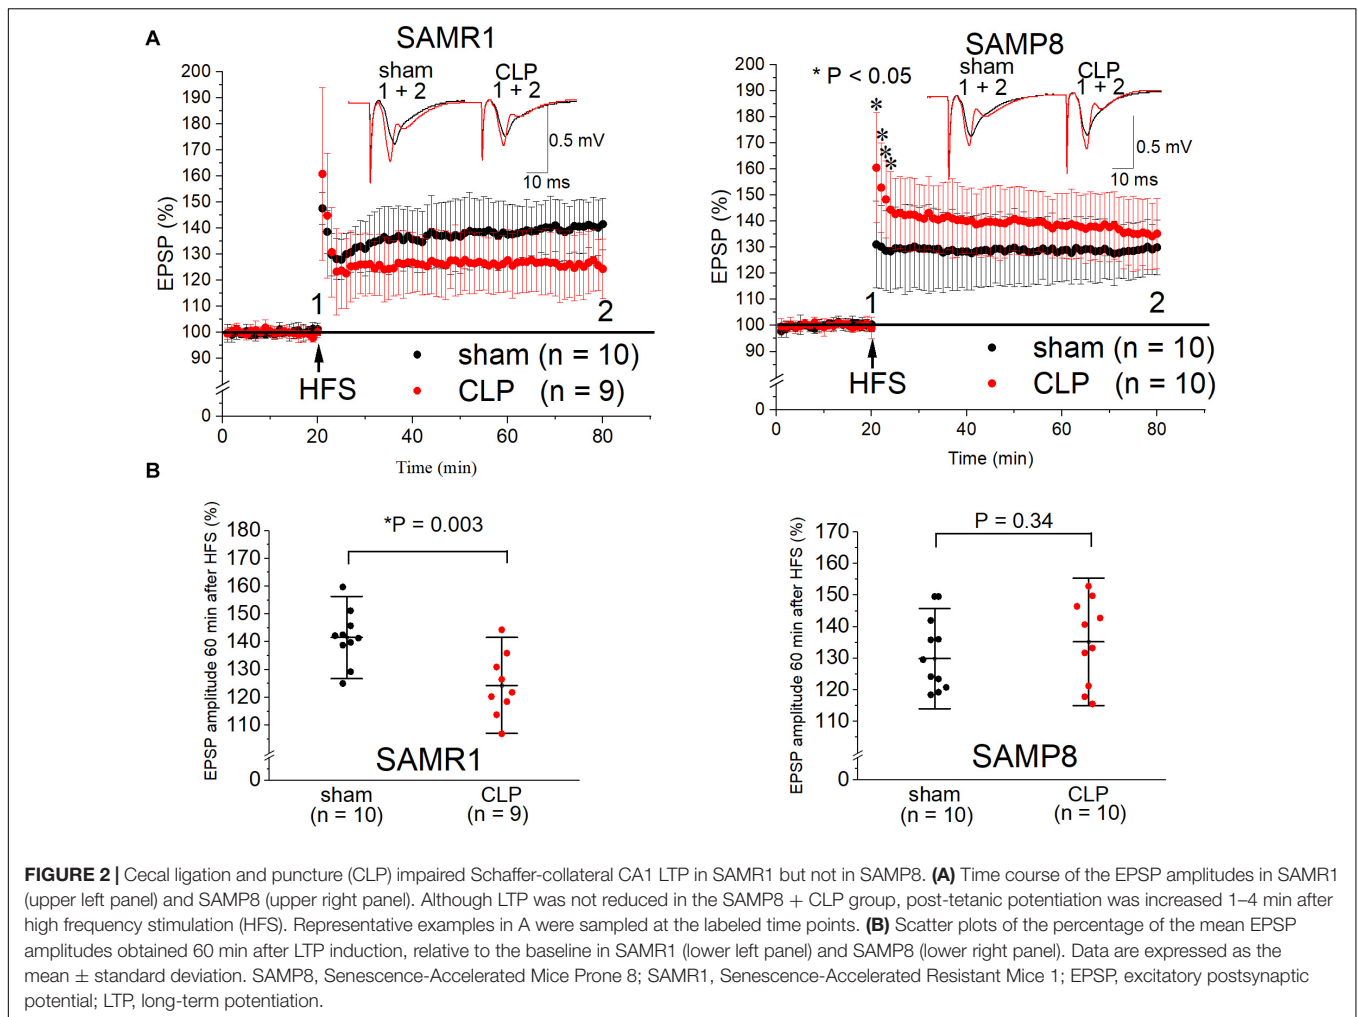 A
SAMR1
sham
1 + 2
CLP
1 + 2
0.5 mV
10 ms
EPSP (%)
200
190
180
170
160
150
140
130
120
110
100
90
0
1
2
sham (n = 10)
CLP (n = 9)
HFS
0 20 40 60 80
Time (min)
SAMP8
* P < 0.05
sham
1 + 2
CLP
1 + 2
*
*
*
*
0.5 mV
10 ms
EPSP (%)
200
190
180
170
160
150
140
130
120
110
100
90
0
1
2
sham (n = 10)
CLP (n = 10)
HFS
0 20 40 60 80
Time (min)
B
EPSP amplitude 60 min after HFS (%)
180
170
160
150
140
130
120
110
0
*P = 0.003
SAMR1
sham
(n = 10)
CLP
(n = 9)
EPSP amplitude 60 min after HFS (%)
170
160
150
140
130
120
110
0
P = 0.34
SAMP8
sham
(n = 10)
CLP
(n = 10)
FIGURE 2 | Cecal ligation and puncture (CLP) impaired Schaffer-collateral CA1 LTP in SAMR1 but not in SAMP8. (A) Time course of the EPSP amplitudes in SAMR1
(upper left panel) and SAMP8 (upper right panel). Although LTP was not reduced in the SAMP8 + CLP group, post-tetanic potentiation was increased 1–4 min after
high frequency stimulation (HFS). Representative examples in A were sampled at the labeled time points. (B) Scatter plots of the percentage of the mean EPSP
amplitudes obtained 60 min after LTP induction, relative to the baseline in SAMR1 (lower left panel) and SAMP8 (lower right panel). Data are expressed as the
mean ± standard deviation. SAMP8, Senescence-Accelerated Mice Prone 8; SAMR1, Senescence-Accelerated Resistant Mice 1; EPSP, excitatory postsynaptic
potential; LTP, long-term potentiation.